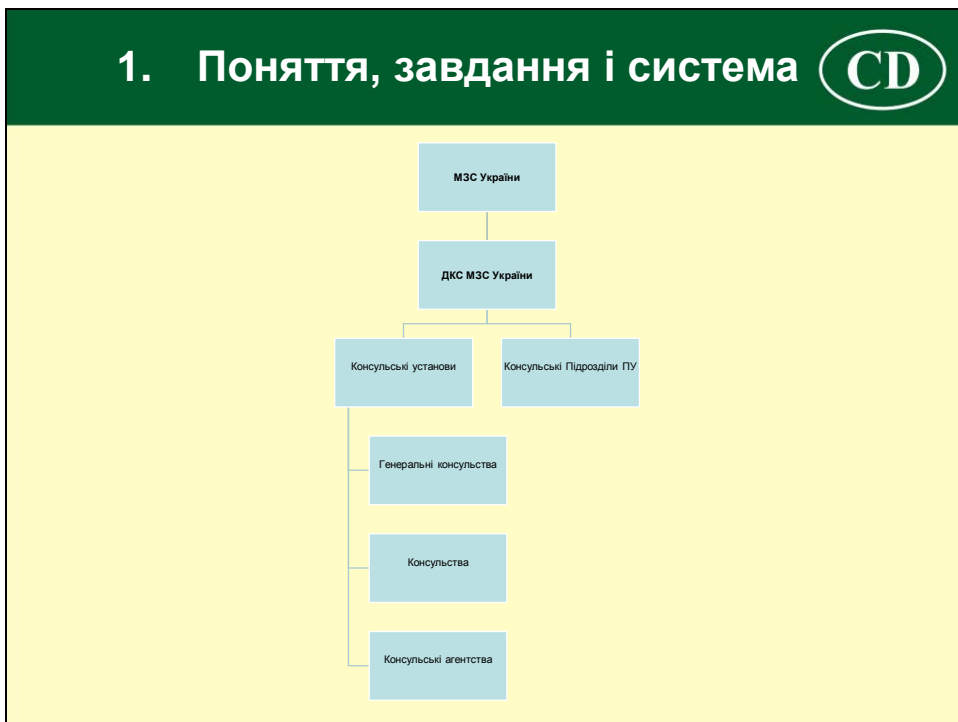 1. Поняття, завдання і система
CD
МЗС України
ДКС МЗС України
Консульські установи
Консульські Підрозділи ПУ
Генеральні консульства
Консульства
Консульські агентства